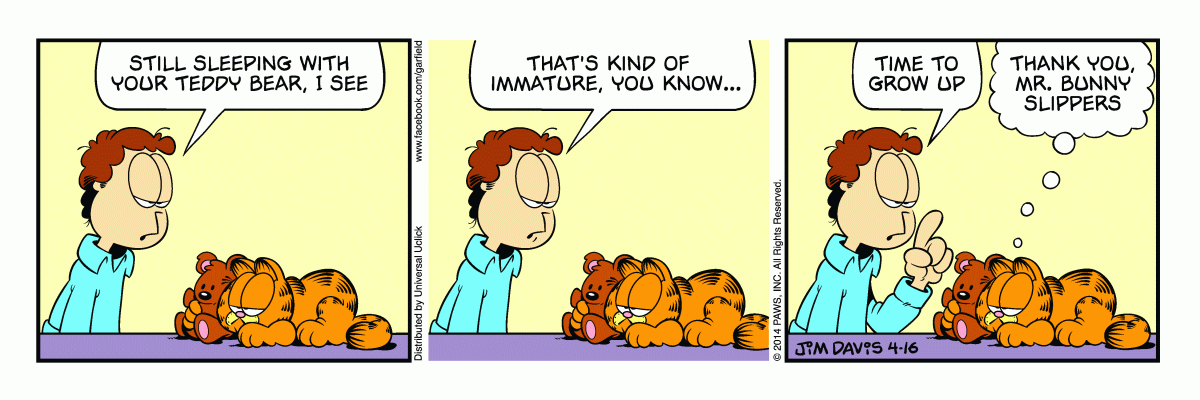 STILL SLEEPING WITH
YOUR TEDDY BEAR, I SEE
www.facebook.com/garfield
Distributed by Universal Uclick
THAT'S KIND OF
IMMATURE, YOU KNOW...
© 2014 PAWS, INC. All Rights Reserved.
TIME TO
GROW UP
THANK YOU,
MR. BUNNY
SLIPPERS
JIM DAVIS 4-16